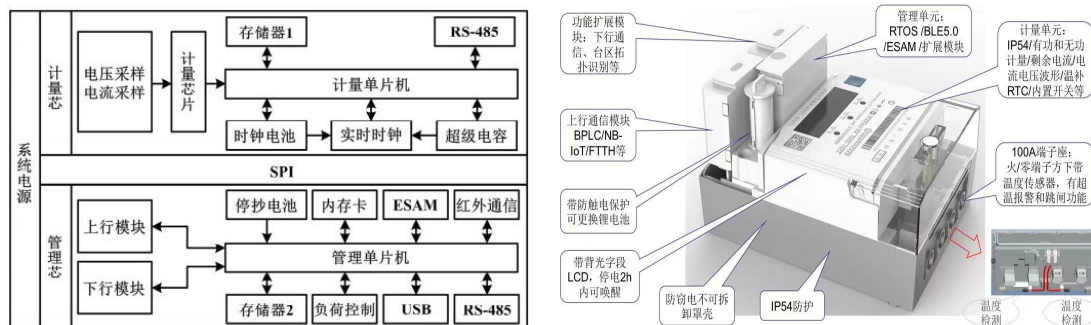 系统电源
计量芯
电压采样
电流采样
计量芯片
存储器1
RS-485
计量单片机
时钟电池
实时时钟
超级电容
SPI
管理芯
上行模块
下行模块
停抄电池
内存卡
ESAM
红外通信
管理单片机
存储器2
负荷控制
USB
RS-485
功能扩展模
块：下行通
信、台区拓
扑识别等
管理单元：
RTOS /BLE5.0
/ESAM /扩展模块
计量单元：
IP54/有功和无功
计量/剩余电流/电
流电压波形/温补
RTC/内置开关等
上行通信模块
BPLC/NB-
IoT/FTTH等
100A端子座：
火/零端子方下带
温度传感器，有超
温报警和跳闸功能
带防触电保护
可更换锂电池
带背光字段
LCD，停电2h
内可唤醒
防窃电不可拆
卸罩壳
IP54防护
温度
检测
温度
检测